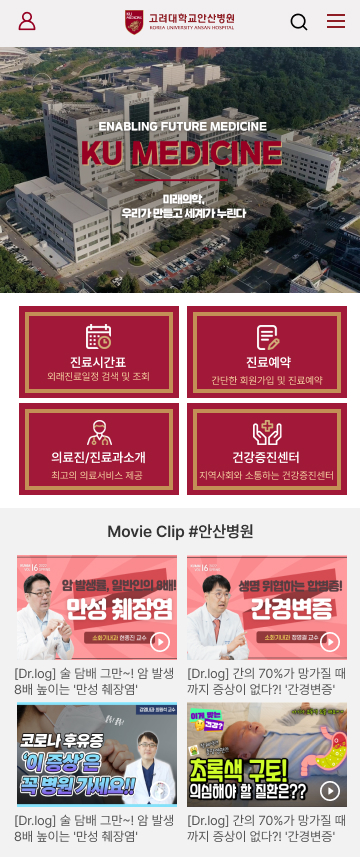 고려대학교안산병원
KOREA UNIVERSITY ANSAN HOSPITAL
ENABLING FUTURE MEDICINE
KU MEDICINE
미래의학,
우리가 만들고 세계가 누린다
진료시간표
외래진료일정 검색 및 조회
진료예약
간단한 회원가입 및 진료예약
의료진/진료과소개
최고의 의료서비스 제공
건강증진센터
지역사회와 소통하는 건강증진센터
Movie Clip #안산병원
16
암 발생률, 일반인의 8배!
만성 췌장염
[Dr.log] 술 담배 그만~! 암 발생
8배 높이는 '만성 췌장염'
16
생명 위협하는 합병증!
간경변증
[Dr.log] 간의 70%가 망가질 때
까지 증상이 없다?! '간경변증'
코로나 후유증
'이 증상'은
꼭 병원 가세요!!
[Dr.log] 술 담배 그만~! 암 발생
8배 높이는 '만성 췌장염'
초록색 구토!
의심해야 할 질환은??
[Dr.log] 간의 70%가 망가질 때
까지 증상이 없다?! '간경변증'